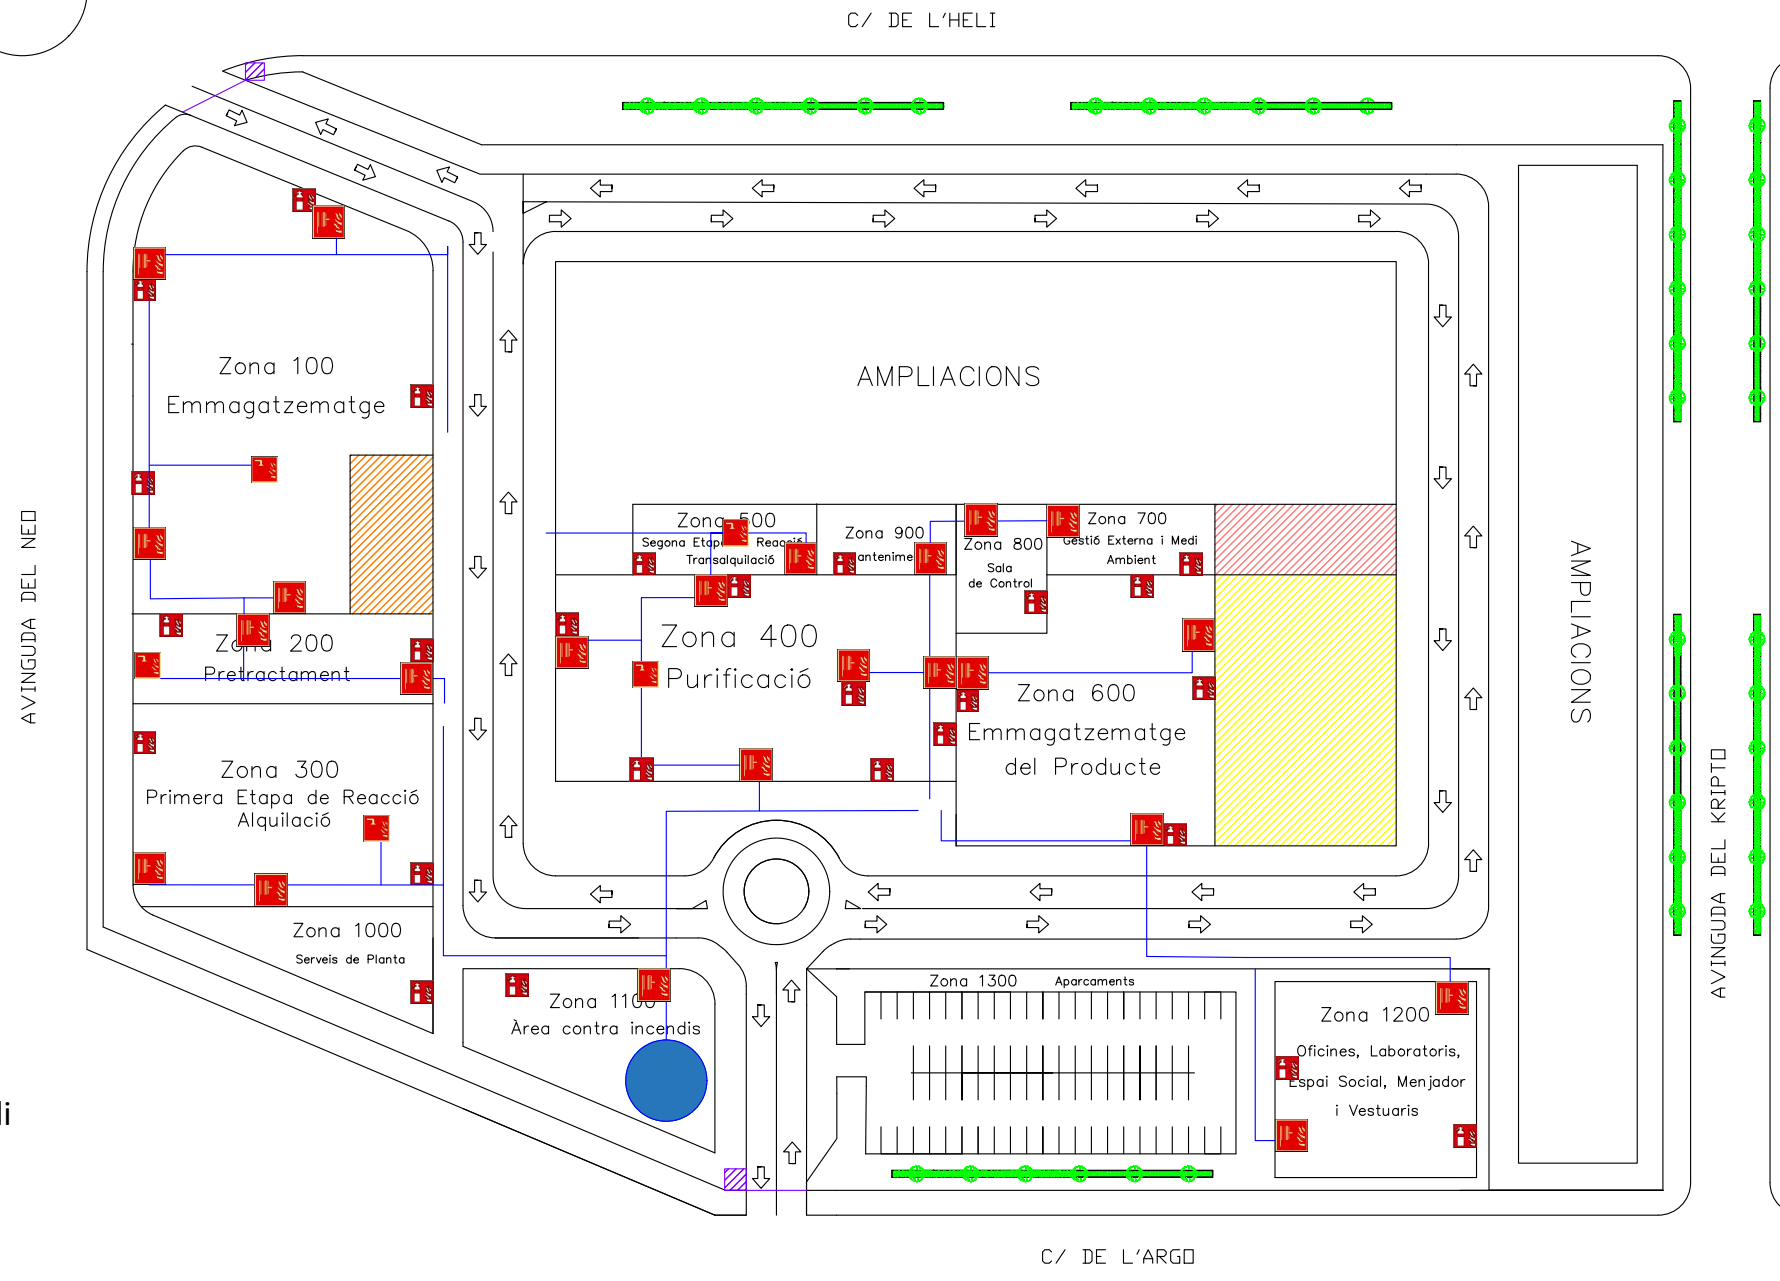 C/ DE L'HELI
Zona 100
Emmagatzematge
AMPLIACIONS
AVINGUDA DEL NEO
Zona 500
Segona Etapa Reacció
Transalquilació
Zona 900
antenime
Zona 800
Sala
de Control
Zona 700
Gestió Externa i Medi
Ambient
AMPLIACIONS
Zona 200
Pretractament
Zona 400
Purificació
Zona 600
Emmagatzematge
del Producte
Zona 300
Primera Etapa de Reacció
Alquilació
AVINGUDA DEL KRIPTO
Zona 1000
Serveis de Planta
Zona 1100
Àrea contra incendis
Zona 1300 Aparcaments
Zona 1200
Oficines, Laboratoris,
Espai Social, Menjador
i Vestuaris
li
C/ DE L'ARGO